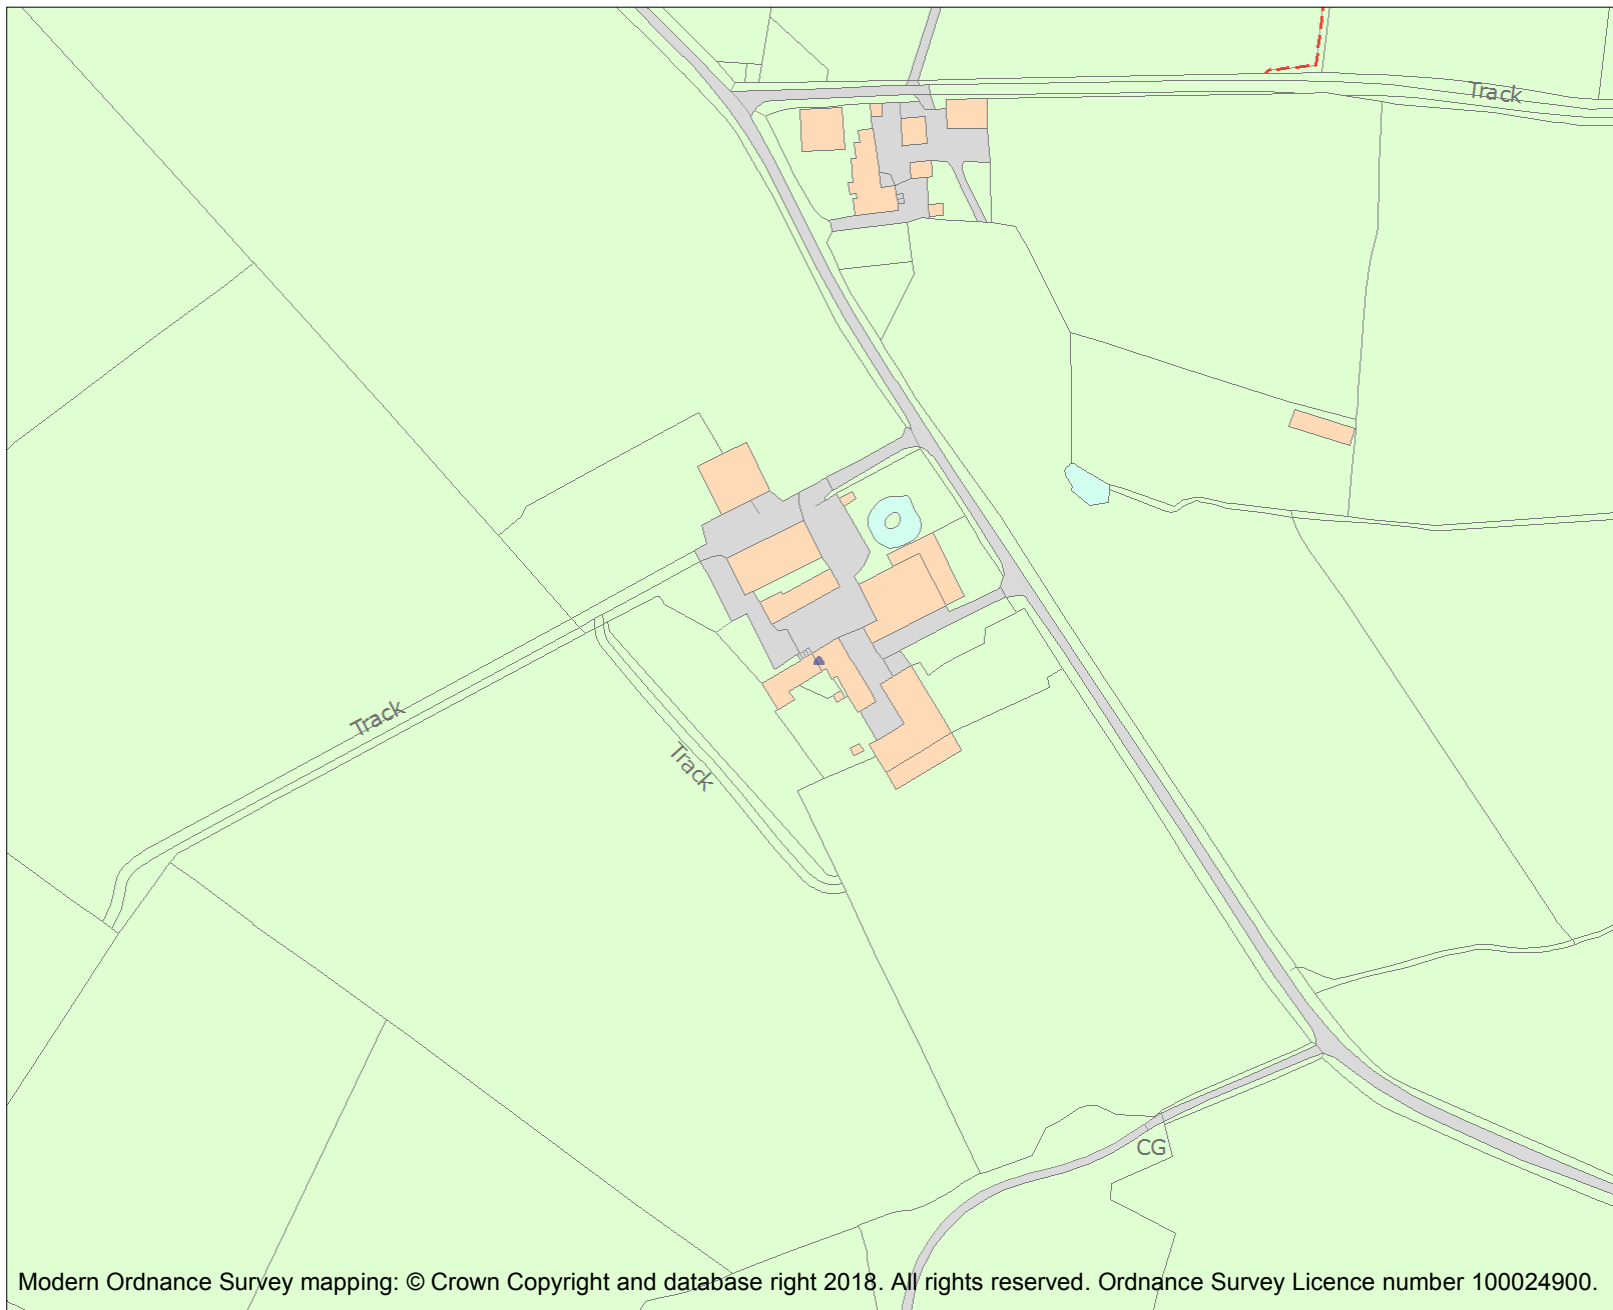 Track
Track
Track
CG
Modern Ordnance Survey mapping: © Crown Copyright and database right 2018. All rights reserved. Ordnance Survey Licence number 100024900.